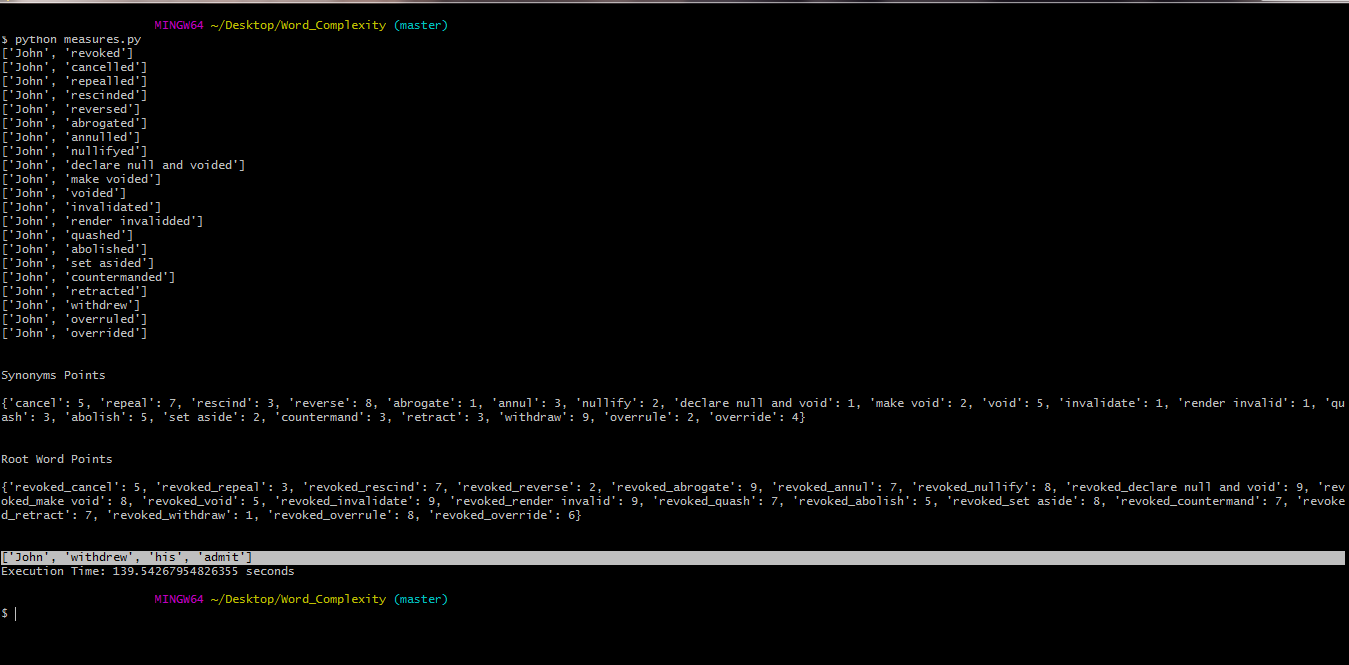 MINGW64 ~/Desktop/Word_Complexity (master)
$ python measures.py
['John', 'revoked']
['John', 'cancelled']
['John', 'repealled']
['John', 'rescinded']
['John', 'reversed']
['John', 'abrogated']
['John', 'annulled']
['John', 'nullifyed']
['John', 'declare null and voided']
['John', 'make voided']
['John', 'voided']
['John', 'invalidated']
['John', 'render invalidded']
['John', 'quashed']
['John', 'abolished']
['John', 'set asided']
['John', 'countermanded']
['John', 'retracted']
['John', 'withdrew']
['John', 'overruled']
['John', 'overrided']
Synonyms Points
{'cancel': 5, 'repeal': 7, 'rescind': 3, 'reverse': 8, 'abrogate': 1, 'annul': 3, 'nullify': 2, 'declare null and void': 1, 'make void': 2, 'void': 5, 'invalidate': 1, 'render invalid': 1, 'qu
ash': 3, 'abolish': 5, 'set aside': 2, 'countermand': 3, 'retract': 3, 'withdraw': 9, 'overrule': 2, 'override': 4}
Root Word Points
{'revoked_cancel': 5, 'revoked_repeal': 3, 'revoked_rescind': 7, 'revoked_reverse': 2, 'revoked_abrogate': 9, 'revoked_annul': 7, 'revoked_nullify': 8, 'revoked_declare null and void': 9, 'rev
oked_make void': 8, 'revoked_void': 5, 'revoked_invalidate': 9, 'revoked_render invalid': 9, 'revoked_quash': 7, 'revoked_abolish': 5, 'revoked_set aside': 8, 'revoked_countermand': 7, 'revoke
d_retract': 7, 'revoked_withdraw': 1, 'revoked_overrule': 8, 'revoked_override': 6}
['John', 'withdrew', 'his', 'admit']
Execution Time: 139.54267954826355 seconds
MINGW64 ~/Desktop/Word_Complexity (master)
$